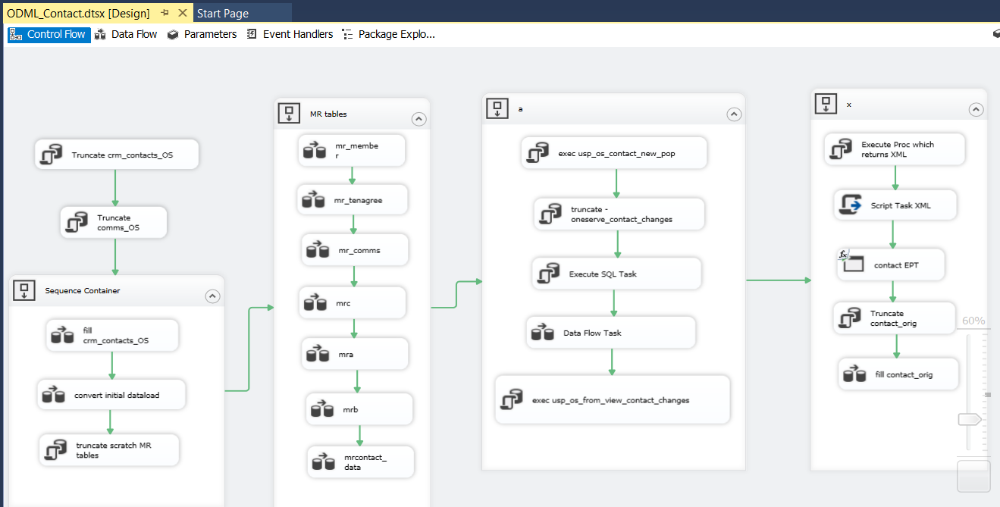 ODML_Contact.dtsx [Design]
Start Page
Control Flow
Data Flow
Parameters
Event Handlers
Package Explo...
Truncate crm_contacts_OS
Truncate
comms_OS
Sequence Container
fill
crm_contacts_OS
convert initial dataload
truncate scratch MR
tables
MR tables
mr_membe
r
mr_tenagree
mr_comms
mrc
mra
mrb
mrcontact_
data
a
exec usp_os_contact_new_pop
truncate -
oneserve_contact_changes
Execute SQL Task
Data Flow Task
exec usp_os_from_view_contact_changes
x
Execute Proc which
returns XML
Script Task XML
fx
contact EPT
Truncate
contact_orig
fill contact_orig
60%